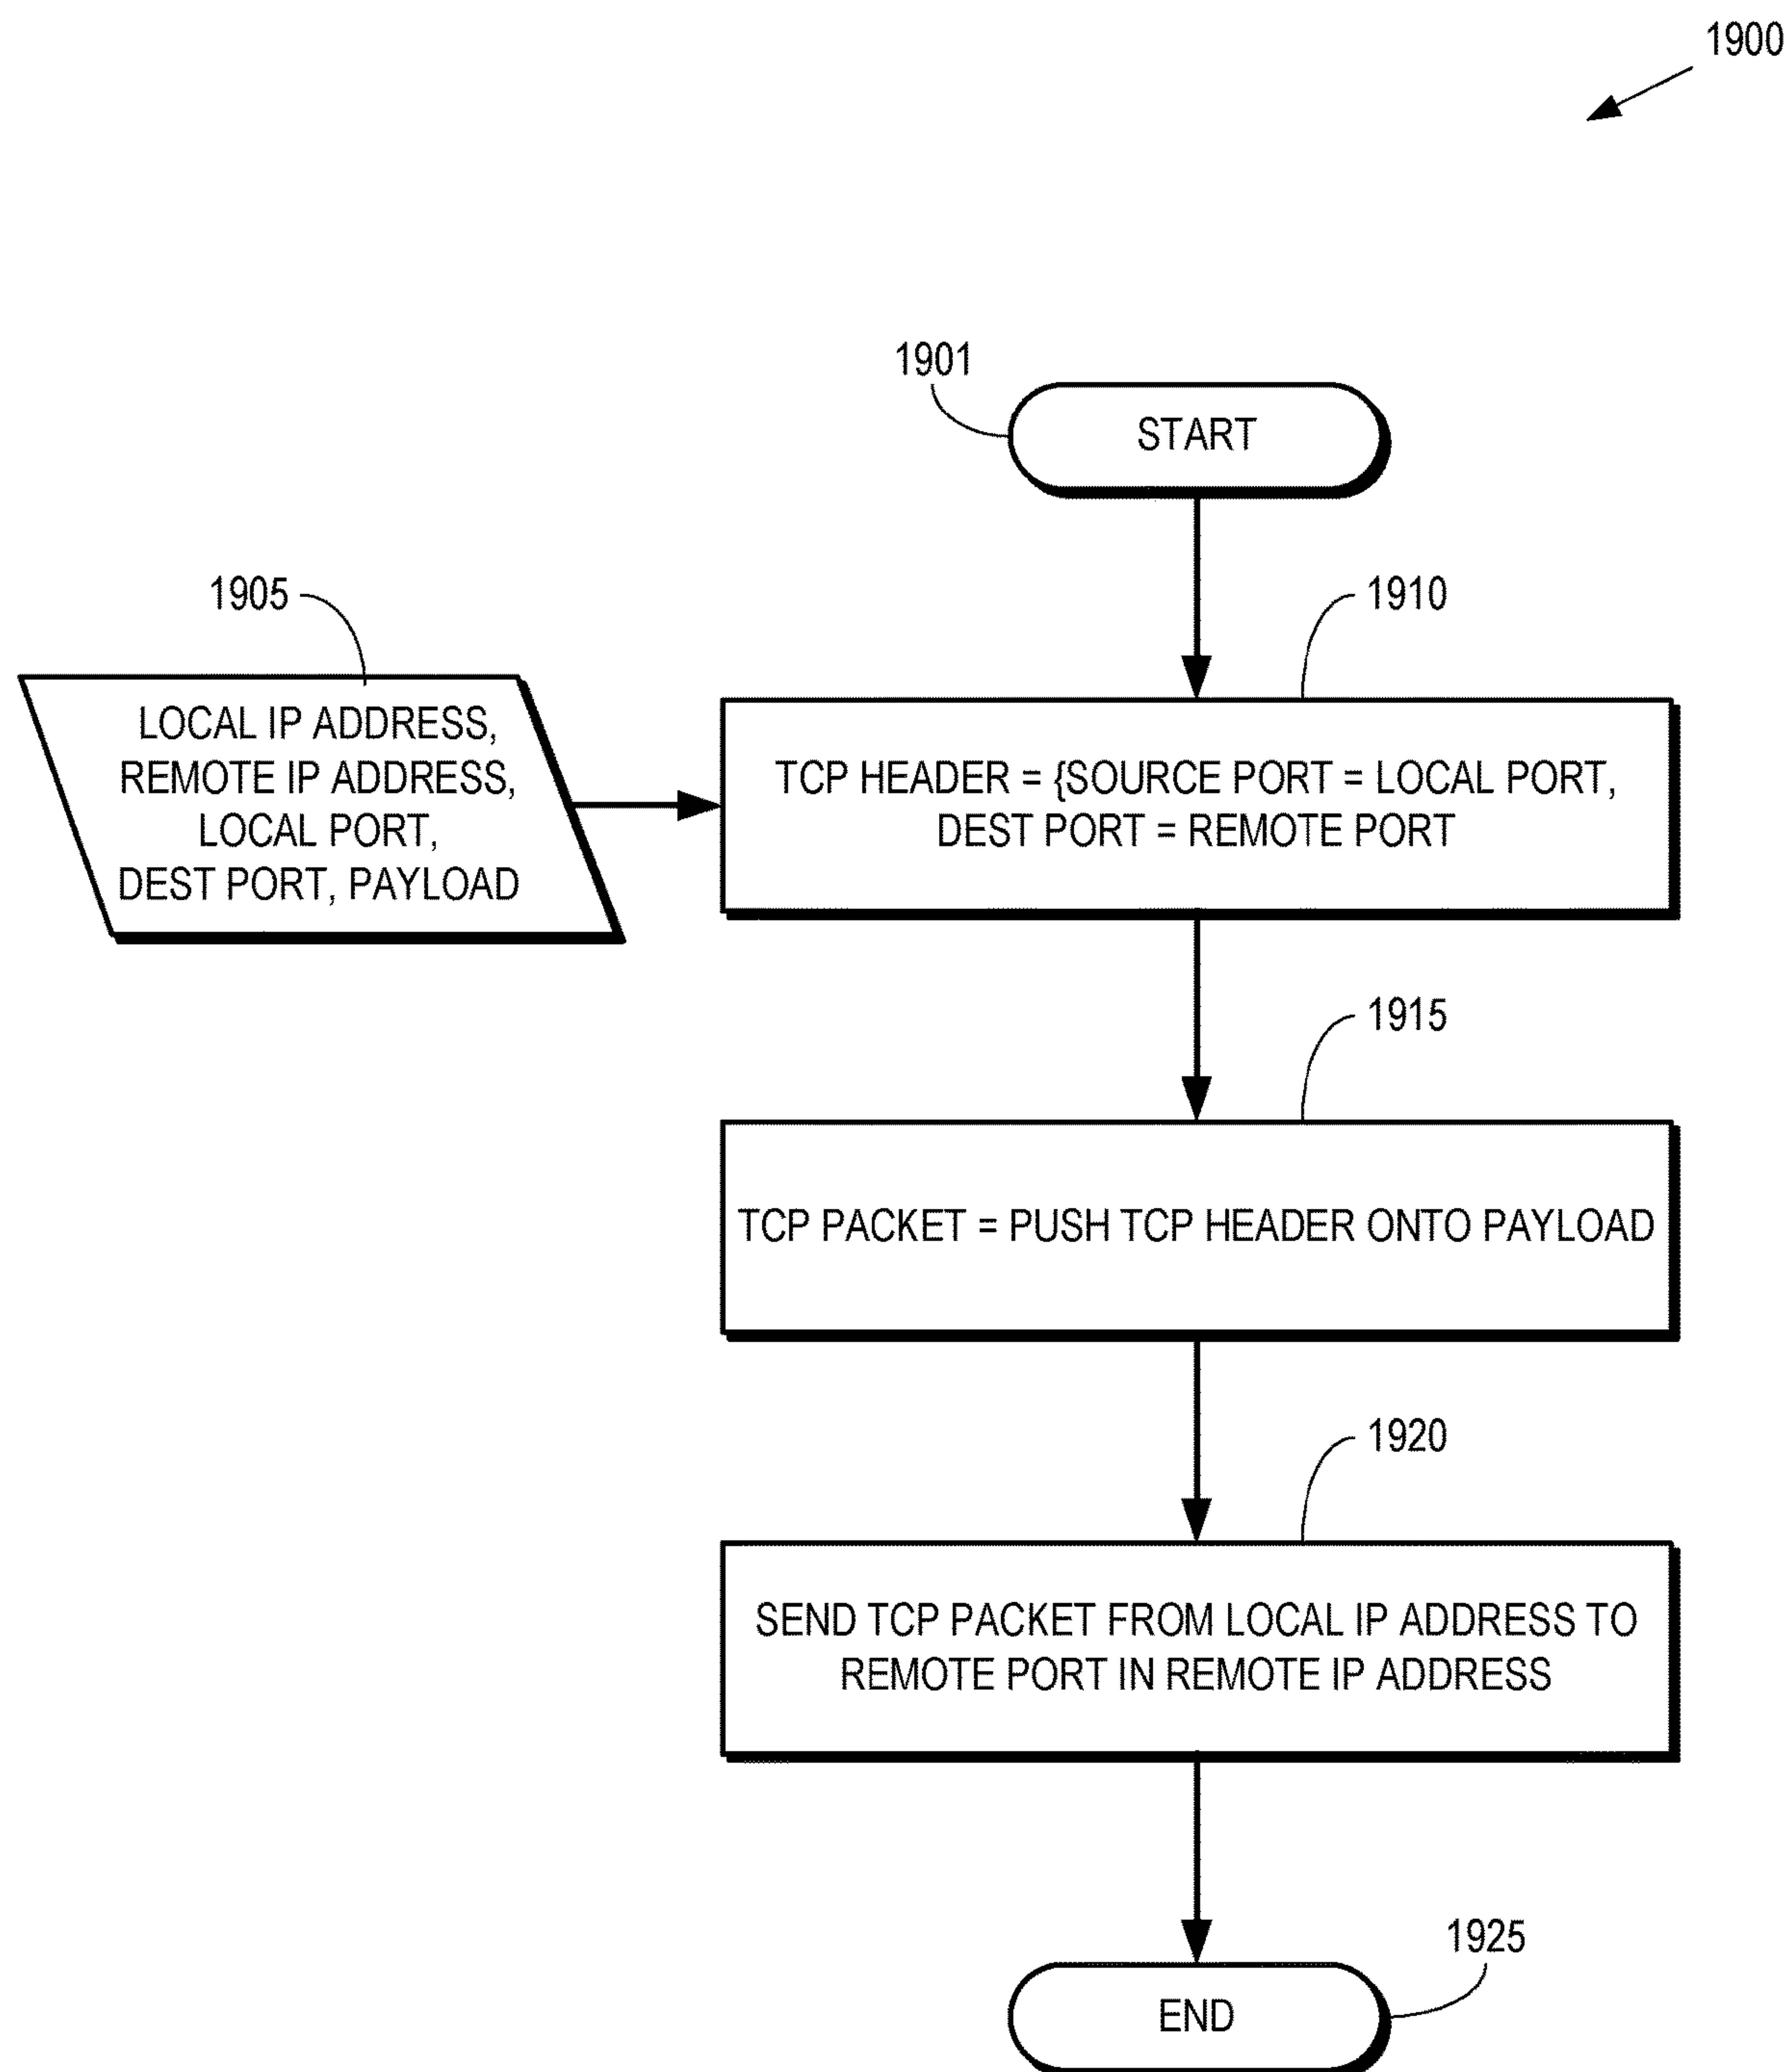 1900
1901
START
1905
1910
LOCAL IP ADDRESS,
REMOTE IP ADDRESS,
LOCAL PORT,
DEST PORT, PAYLOAD
TCP HEADER = {SOURCE PORT = LOCAL PORT,
DEST PORT = REMOTE PORT
1915
TCP PACKET = PUSH TCP HEADER ONTO PAYLOAD
1920
SEND TCP PACKET FROM LOCAL IP ADDRESS TO
REMOTE PORT IN REMOTE IP ADDRESS
1925
END